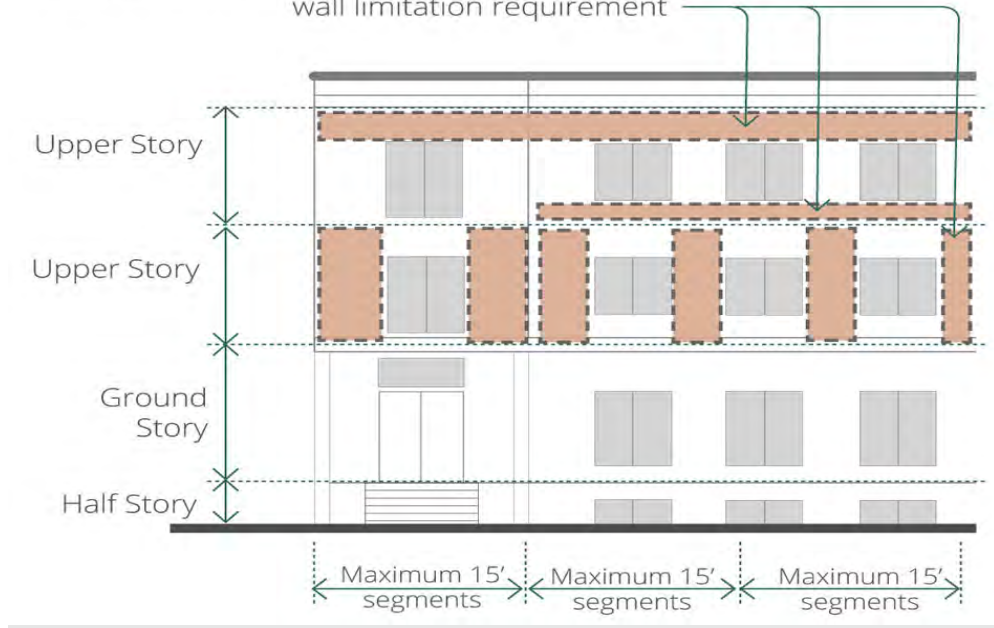 wall limitation requirement
Upper Story
Upper Story
Ground
Story
Half Story
Maximum 15'
segments
Maximum 15'
segments
Maximum 15'
segments